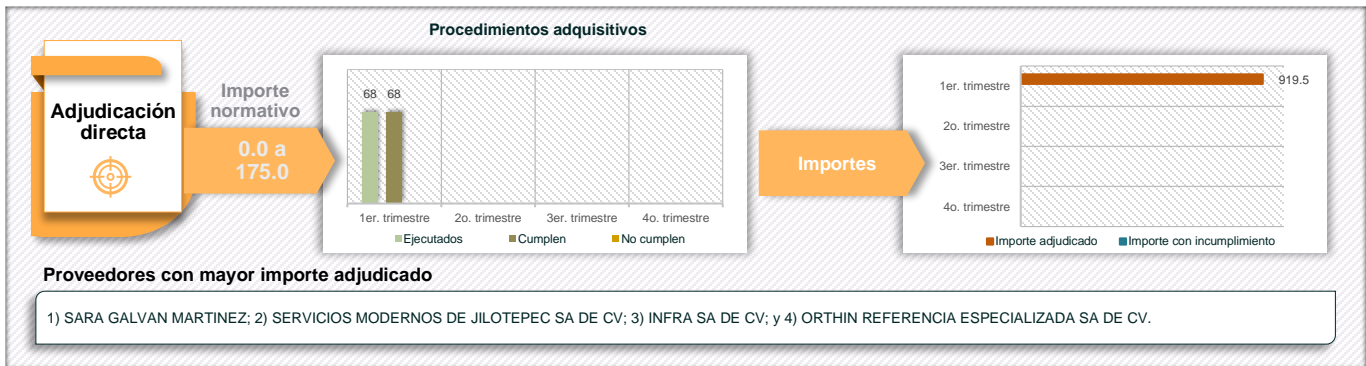 Procedimientos adquisitivos
Adjudicación
directa
Importe
normativo
0.0 a
175.0
68 68
1er. trimestre 2o. trimestre 3er. trimestre 4o. trimestre
Ejecutados Cumplen No cumplen
Importes
1er. trimestre 919.5
2o. trimestre
3er. trimestre
4o. trimestre
Importe adjudicado Importe con incumplimiento
Proveedores con mayor importe adjudicado
1) SARA GALVAN MARTINEZ; 2) SERVICIOS MODERNOS DE JILOTEPEC SA DE CV; 3) INFRA SA DE CV; y 4) ORTHIN REFERENCIA ESPECIALIZADA SA DE CV.